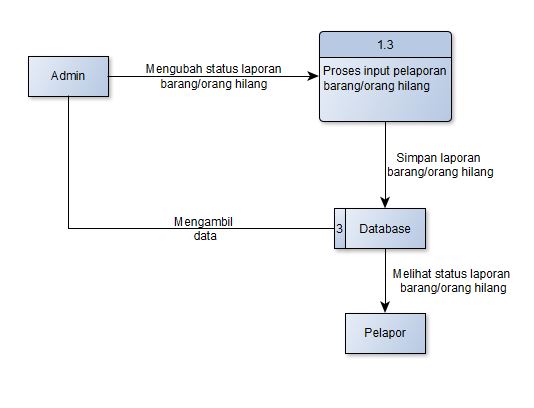 Admin
Mengubah status laporan
barang/orang hilang
1.3
Proses input pelaporan
barang/orang hilang
Simpan laporan
barang/orang hilang
Mengambil
data
3
Database
Melihat status laporan
barang/orang hilang
Pelapor